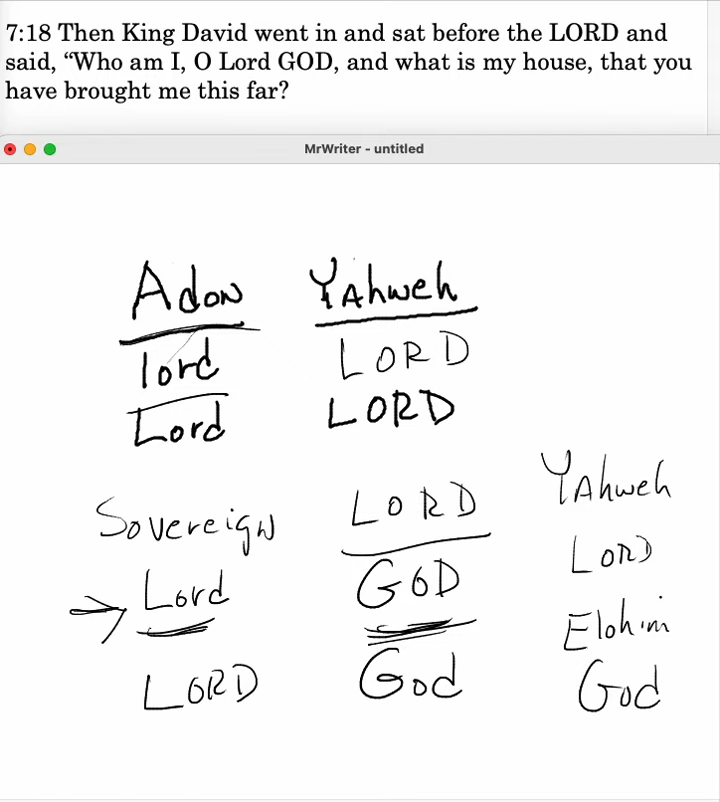 7:18 Then King David went in and sat before the LORD and
said, “Who am I, O Lord GOD, and what is my house, that you
have brought me this far?
MrWriter - untitled
Adon Yahweh
lord LORD
Lord LORD
Sovereign LORD Yahweh
Lord GOD LORD
LORD God Elohim
God